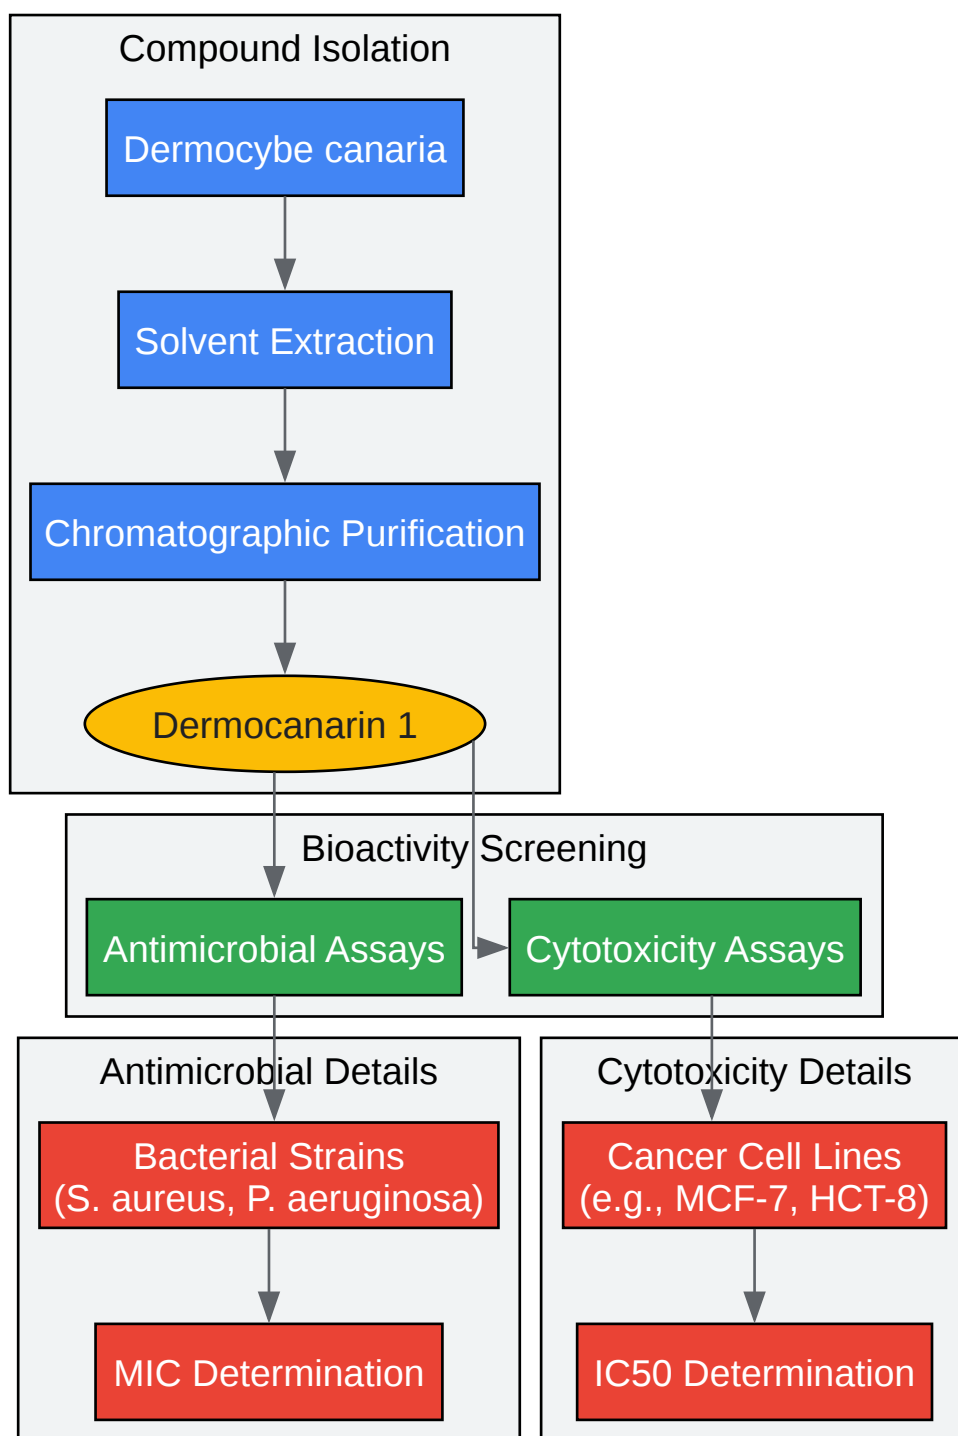 Compound Isolation
Dermocybe canaria
Solvent Extraction
Chromatographic Purification
Dermocanarin 1
Bioactivity Screening
Antimicrobial Assays
Cytotoxicity Assays
Antimicrobial Details
Bacterial Strains
(S. aureus, P. aeruginosa)
MIC Determination
Cytotoxicity Details
Cancer Cell Lines
(e.g., MCF-7, HCT-8)
IC50 Determination